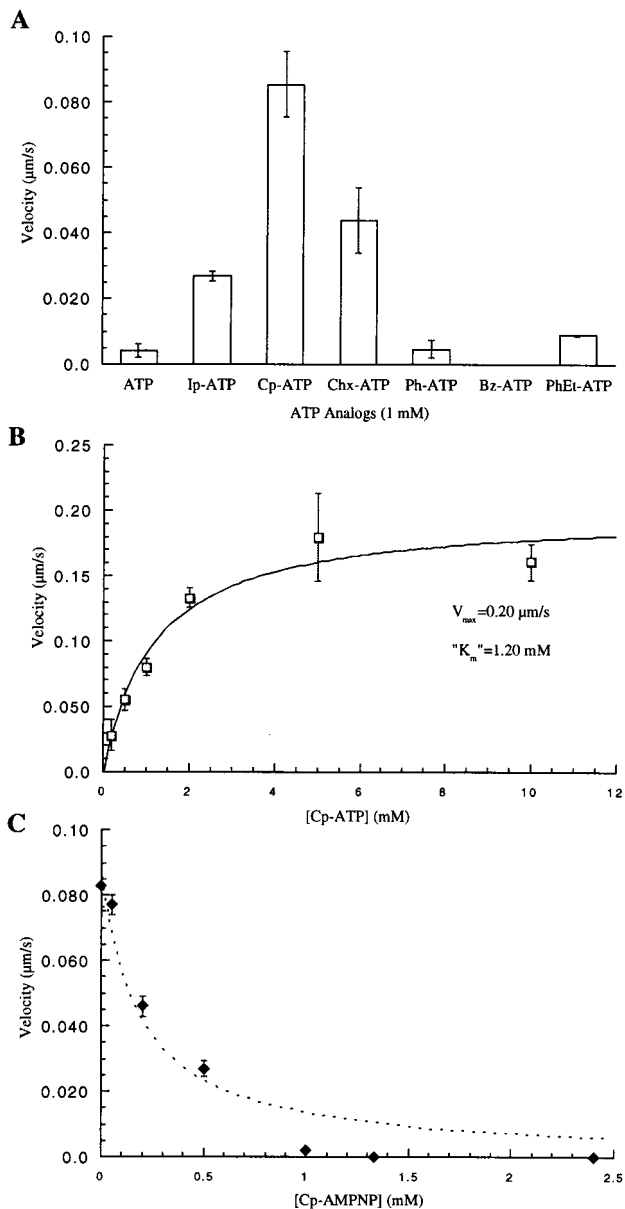 A
0.10
0.080
0.060
0.040
0.020
0.0
Velocity (µm/s)
ATP Ip-ATP Cp-ATP Chx-ATP Ph-ATP Bz-ATP PhEt-ATP
ATP Analogs (1 mM)
B
0.25
0.20
0.15
0.10
0.050
0.0
Velocity (µm/s)
Vmax=0.20 µm/s
"Km"=1.20 mM
0 2 4 6 8 10 12
[Cp-ATP] (mM)
C
0.10
0.080
0.060
0.040
0.020
0.0
Velocity (µm/s)
0 0.5 1 1.5 2 2.5
[Cp-AMPNP] (mM)